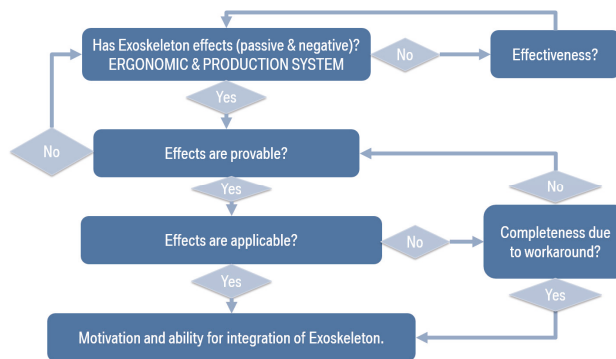 Has Exoskeleton effects (passive & negative)?
ERGONOMIC & PRODUCTION SYSTEM
No
Effectiveness?
Yes
No
Effects are provable?
Yes
No
Effects are applicable?
No
Completeness due
to workaround?
Yes
Yes
Motivation and ability for integration of Exoskeleton.